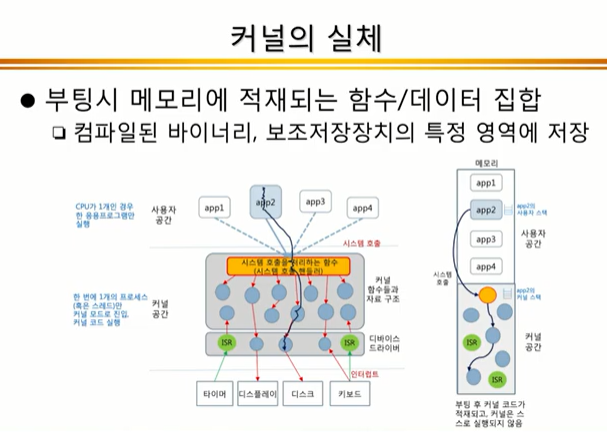 커널의 실체
● 부팅시 메모리에 적재되는 함수/데이터 집합
❏ 컴파일된 바이너리, 보조저장장치의 특정 영역에 저장
CPU가 1개인 경우
한 응용프로그램만
실행
사용자
공간
app1
app2
app3
app4
시스템 호출
시스템 호출을 처리하는 함수
(시스템 호출 핸들러)
커널
함수들과
자료 구조
한 번에 1개의 프로세스
(혹은 스레드)만
커널 모드로 진입,
커널 코드 실행
커널
공간
ISR
ISR
디바이스
드라이버
인터럽트
타이머
디스플레이
디스크
키보드
메모리
app1
app2
app2의
사용자 스택
app3
사용자
공간
app4
시스템
호출
app2의
커널 스택
ISR
커널
공간
ISR
부팅 후 커널 코드가
적재되고, 커널은 스
스로 실행되지 않음